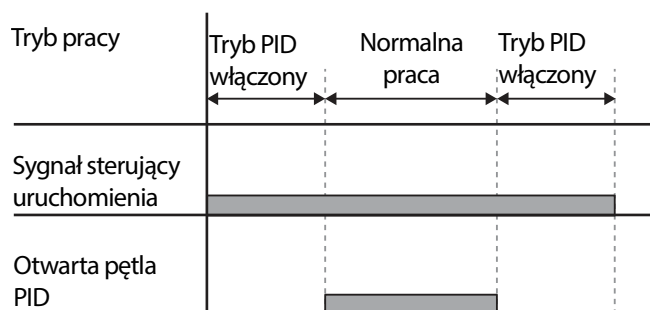 Tryb pracy
Tryb PID
włączony
Normalna
praca
Tryb PID
włączony
Sygnał sterujący
uruchomienia
Otwarta pętla
PID